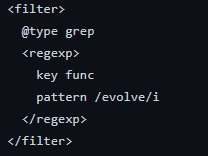 <filter>
  @type grep
  <regexp>
    key func
    pattern /evolve/i
  </regexp>
</filter>